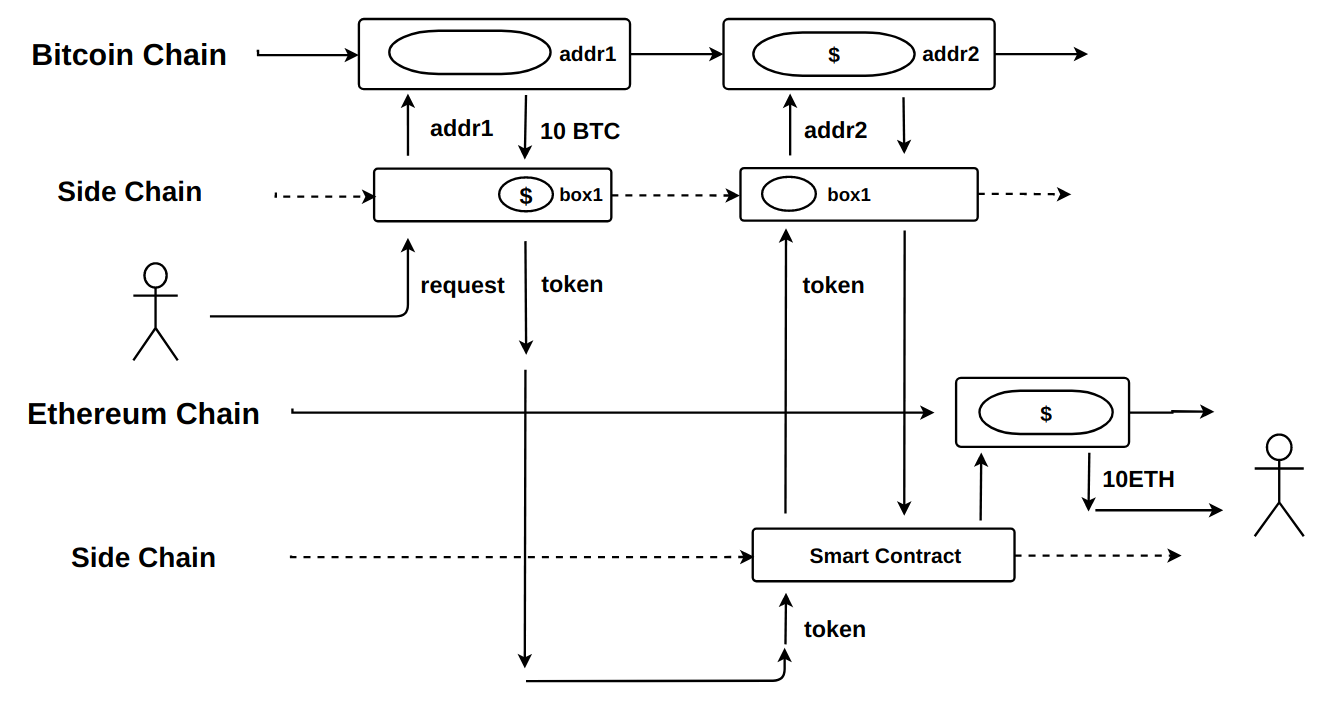 Bitcoin Chain
addr1
$
addr2
addr1
10 BTC
addr2
Side Chain
$
box1
box1
request
token
token
Ethereum Chain
$
10ETH
Side Chain
Smart Contract
token